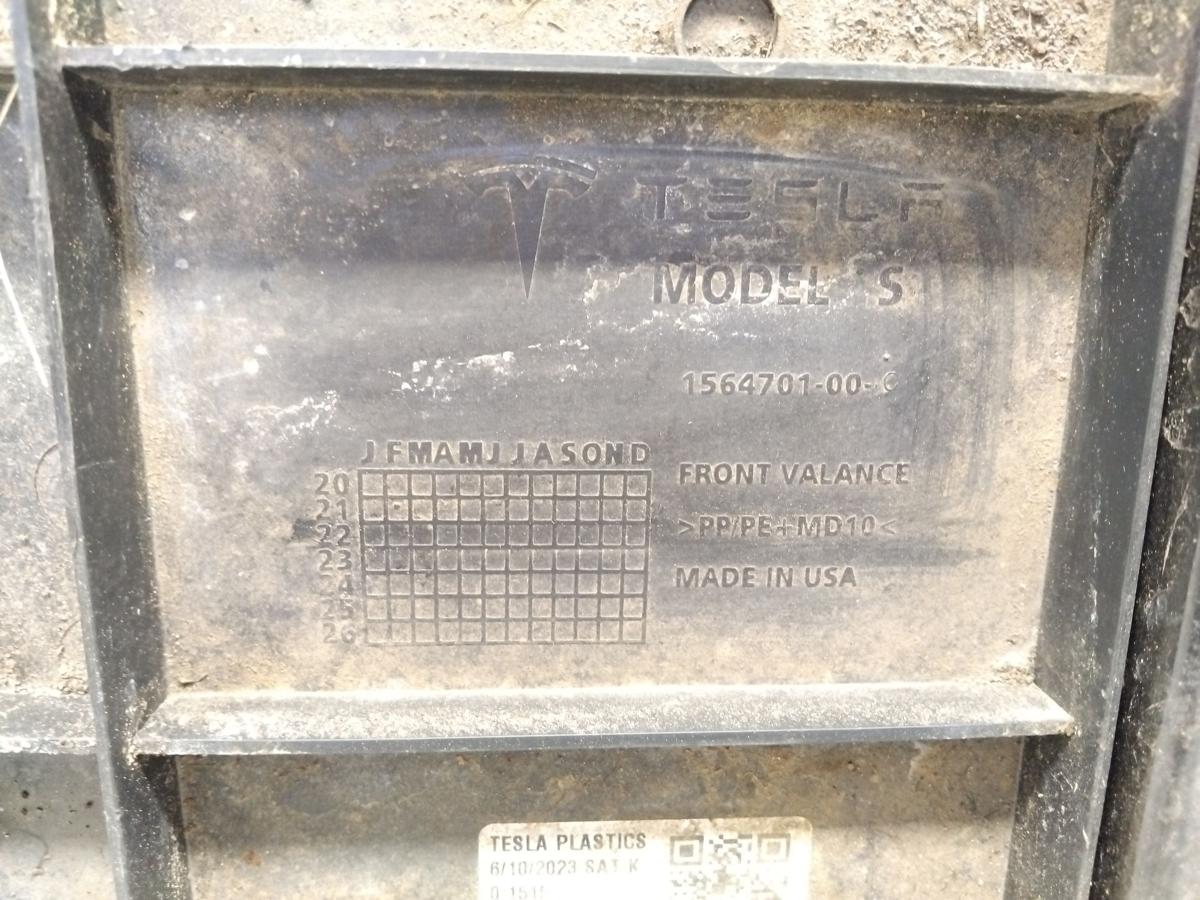 TESLA
MODEL S
1564701-00-C
J F M A M J J A S O N D
20
21
22
23
24
25
26
FRONT VALANCE
>PP/PE+MD10<
MADE IN USA
TESLA PLASTICS
6/10/2023 SAT K